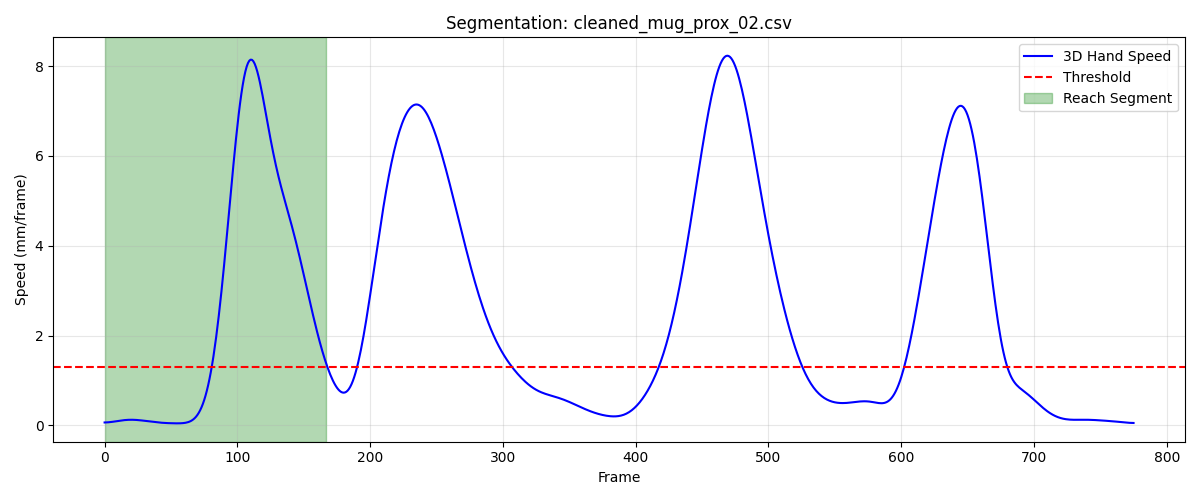 Segmentation: cleaned_mug_prox_02.csv
3D Hand Speed
Threshold
Reach Segment
Speed (mm/frame)
8
6
4
2
0
0 100 200 300 400 500 600 700 800
Frame